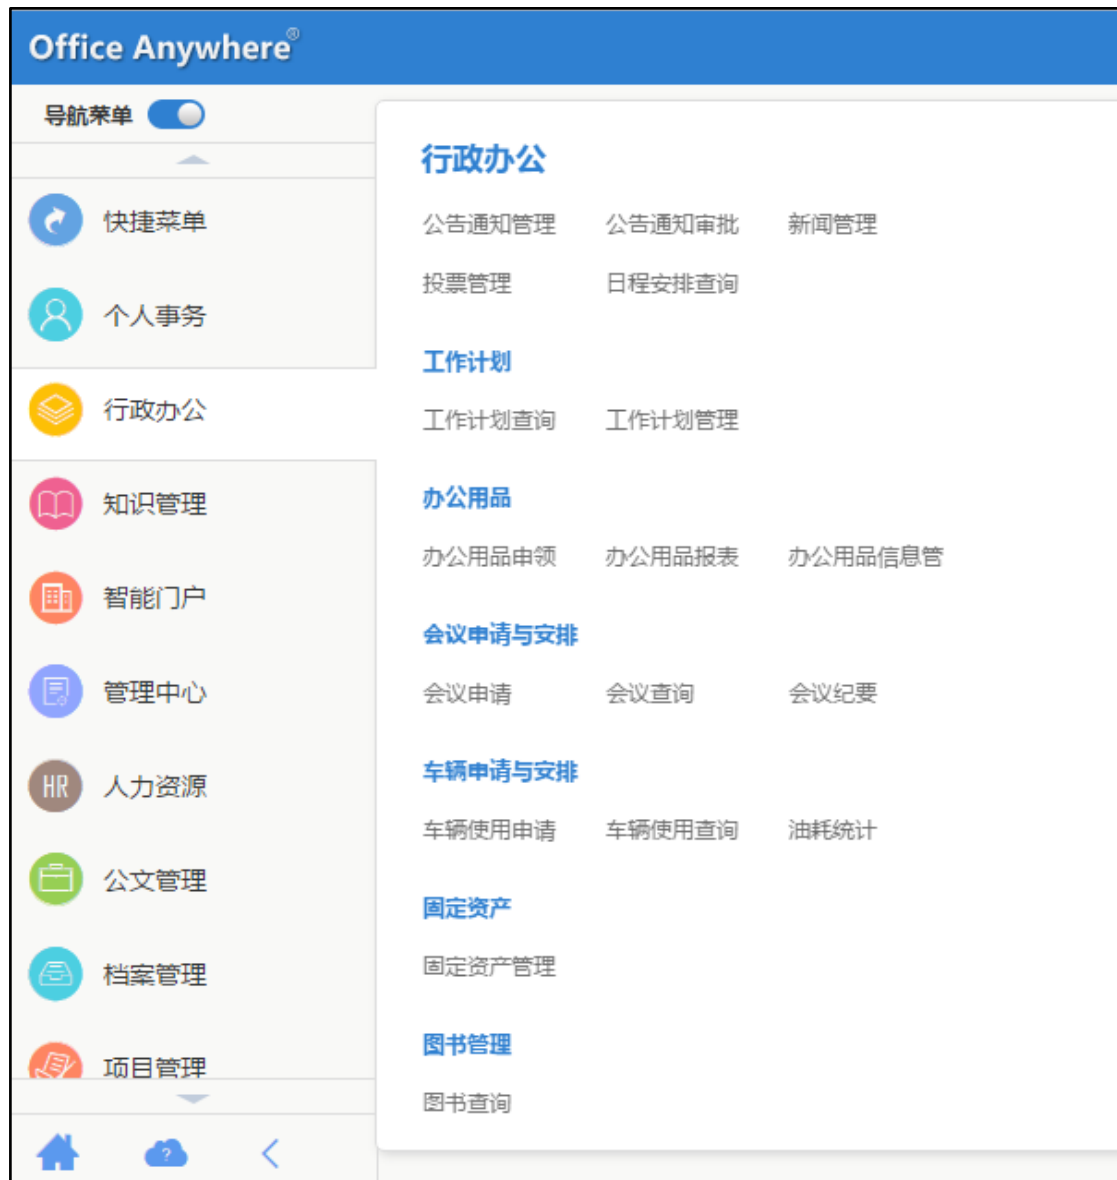 Office Anywhere®
导航菜单
快捷菜单
个人事务
行政办公
知识管理
智能门户
管理中心
HR 人力资源
公文管理
档案管理
项目管理
?
行政办公
公告通知管理 公告通知审批 新闻管理
投票管理 日程安排查询
工作计划
工作计划查询 工作计划管理
办公用品
办公用品申领 办公用品报表 办公用品信息管
会议申请与安排
会议申请 会议查询 会议纪要
车辆申请与安排
车辆使用申请 车辆使用查询 油耗统计
固定资产
固定资产管理
图书管理
图书查询